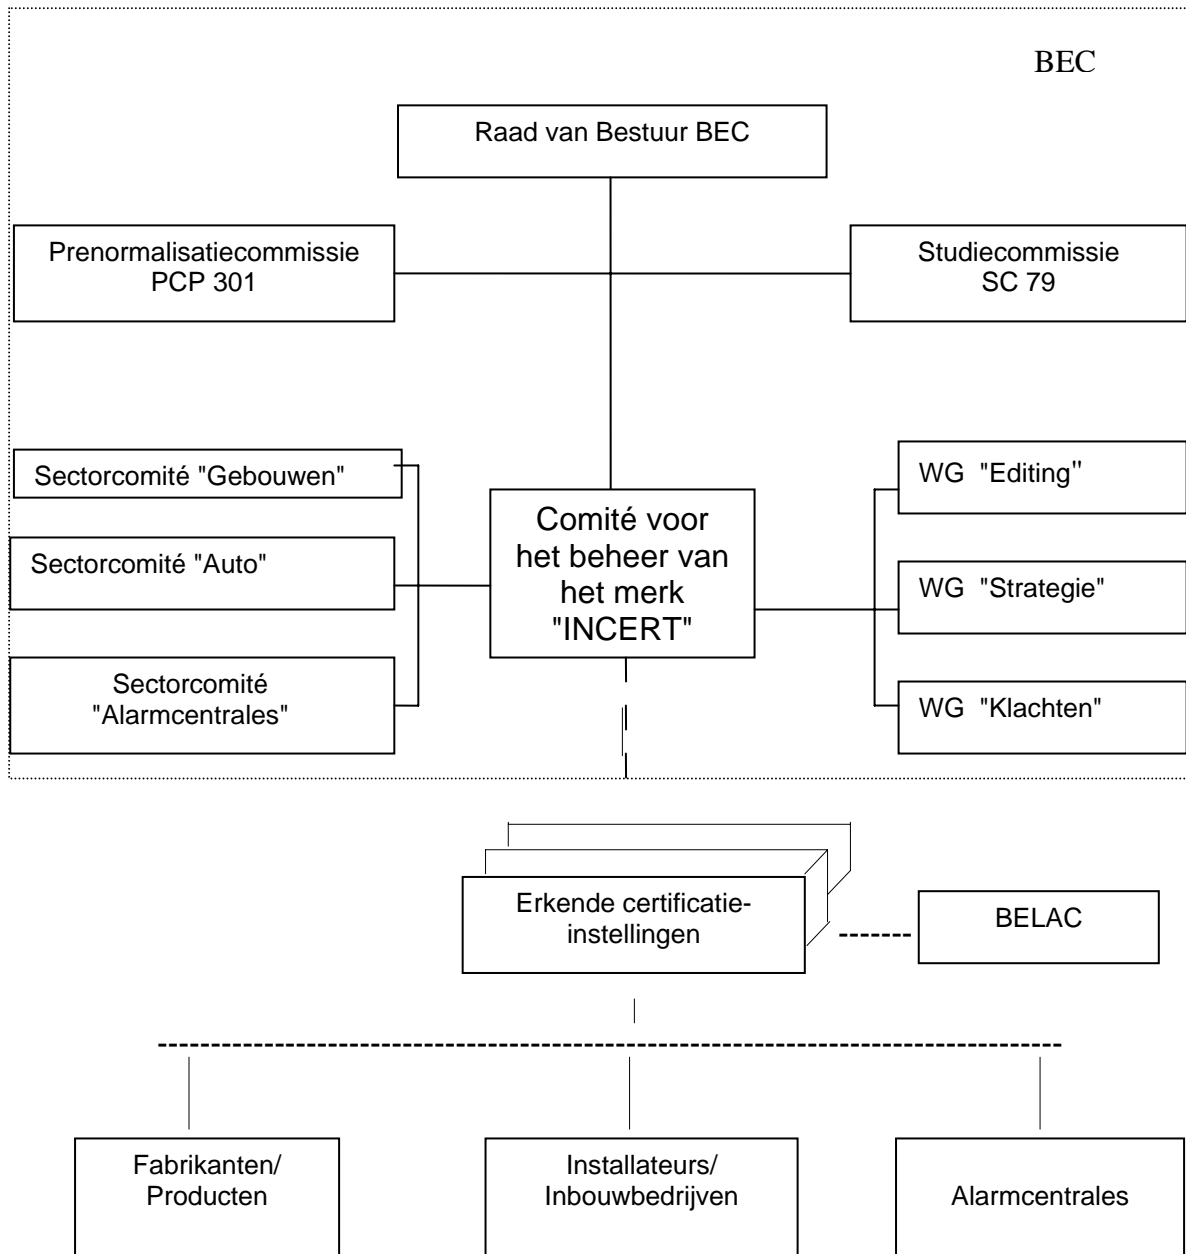 BEC
Raad van Bestuur BEC
Prenormalisatiecommissie
PCP 301
Studiecommissie
SC 79
Sectorcomité "Gebouwen"
Sectorcomité "Auto"
Sectorcomité
"Alarmcentrales"
Comité voor
het beheer van
het merk
"INCERT"
WG "Editing"
WG "Strategie"
WG "Klachten"
Erkende certificatie-
instellingen
BELAC
Fabrikanten/
Producten
Installateurs/
Inbouwbedrijven
Alarmcentrales